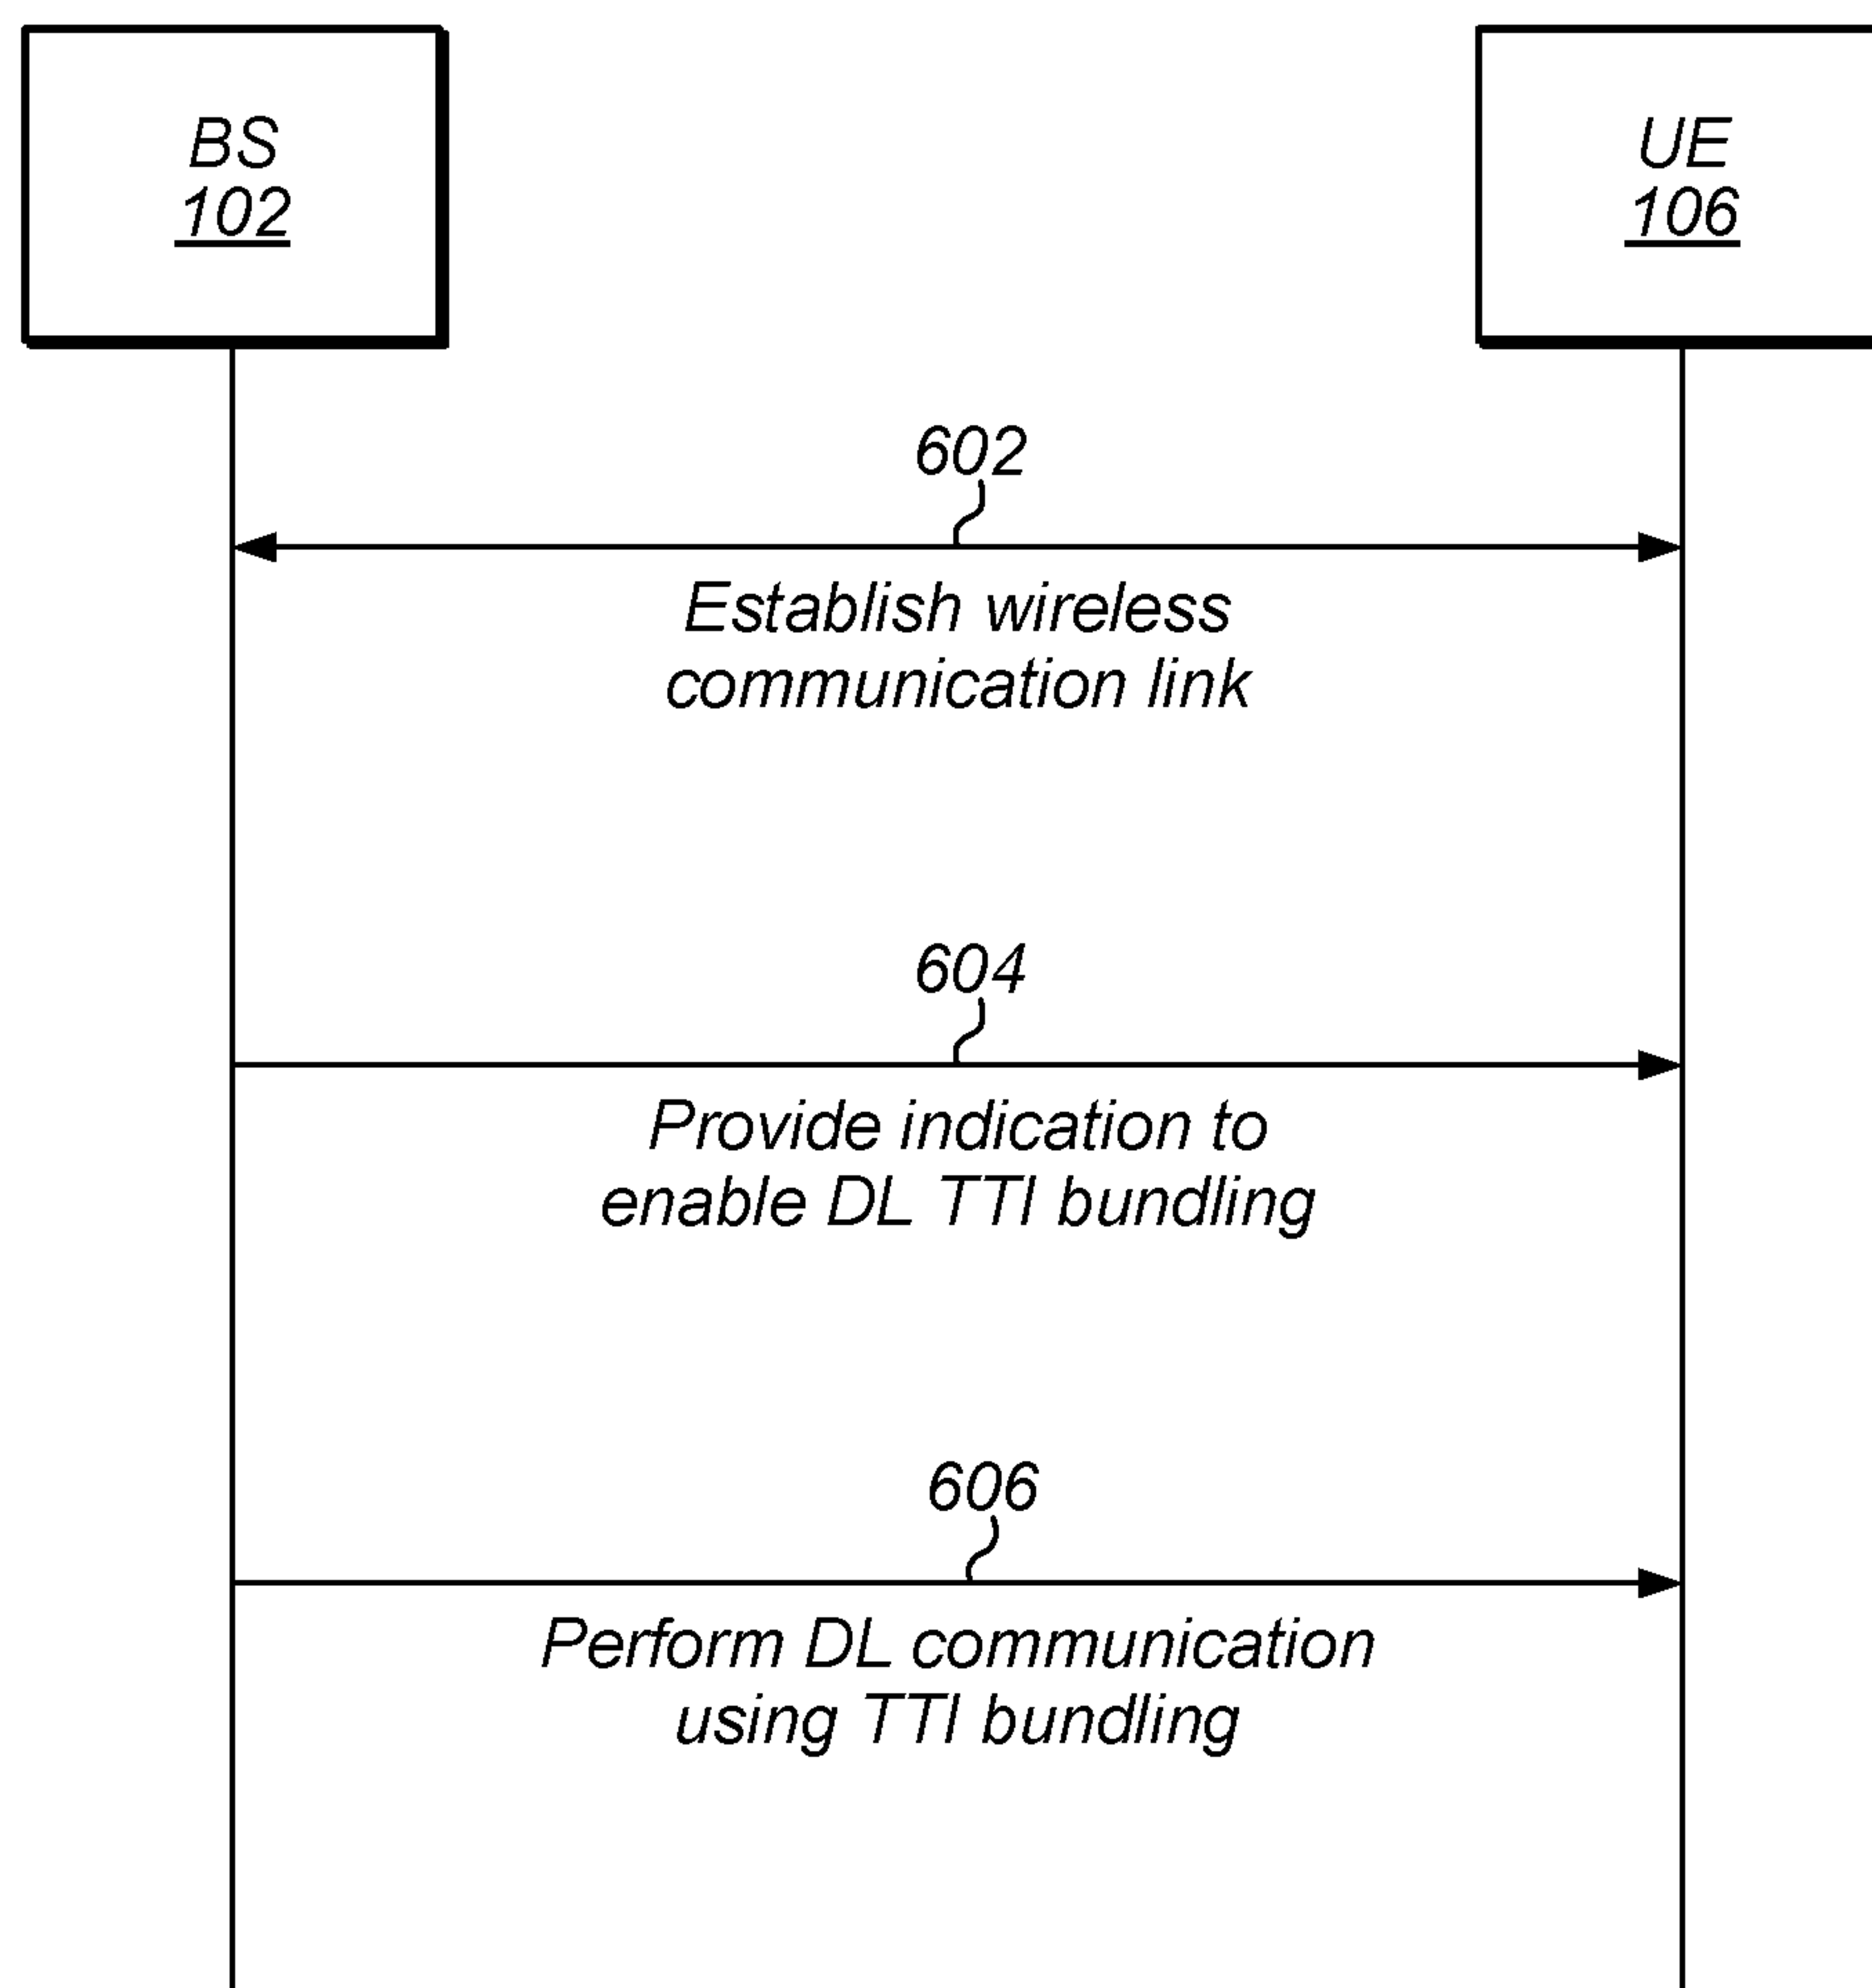 BS
102
UE
106
602
Establish wireless
communication link
604
Provide indication to
enable DL TTI bundling
606
Perform DL communication
using TTI bundling